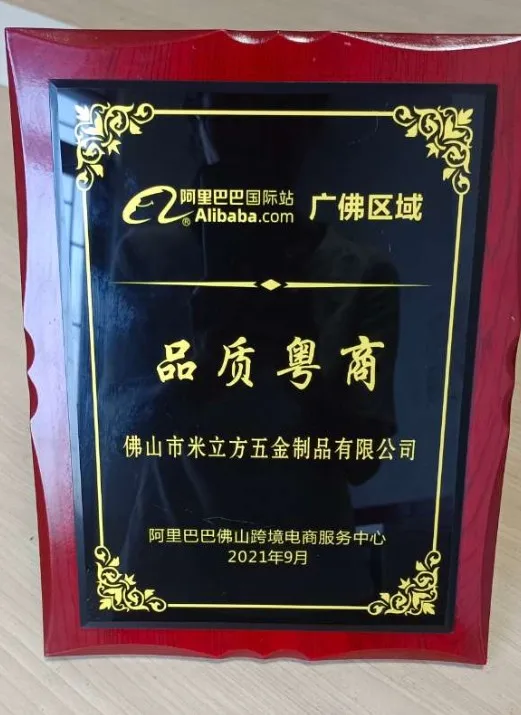 阿里巴巴国际站 广佛区域
® Alibaba.com
品质粤商
佛山市米立方五金制品有限公司
阿里巴巴佛山跨境电商服务中心
2021年9月